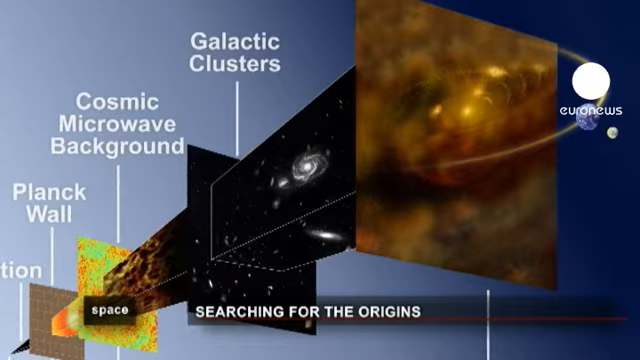 Galactic
Clusters
Cosmic
Microwave
Background
euronews
Planck
Wall
tion
space
SEARCHING FOR THE ORIGINS